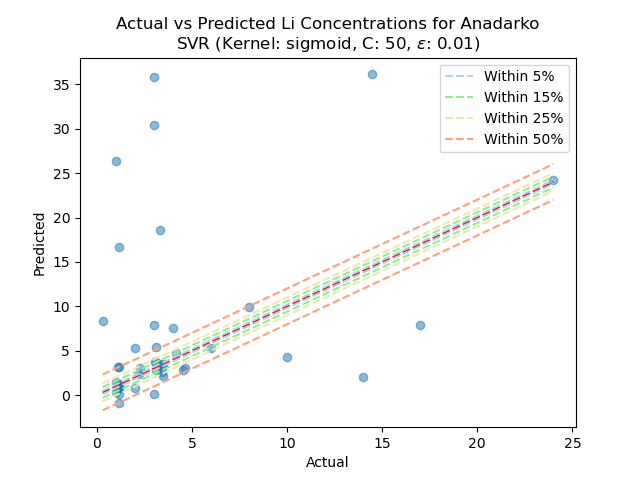 Actual vs Predicted Li Concentrations for Anadarko
SVR (Kernel: sigmoid, C: 50, ε: 0.01)
Within 5%
Within 15%
Within 25%
Within 50%
Predicted
35
30
25
20
15
10
5
0
0 5 10 15 20 25
Actual